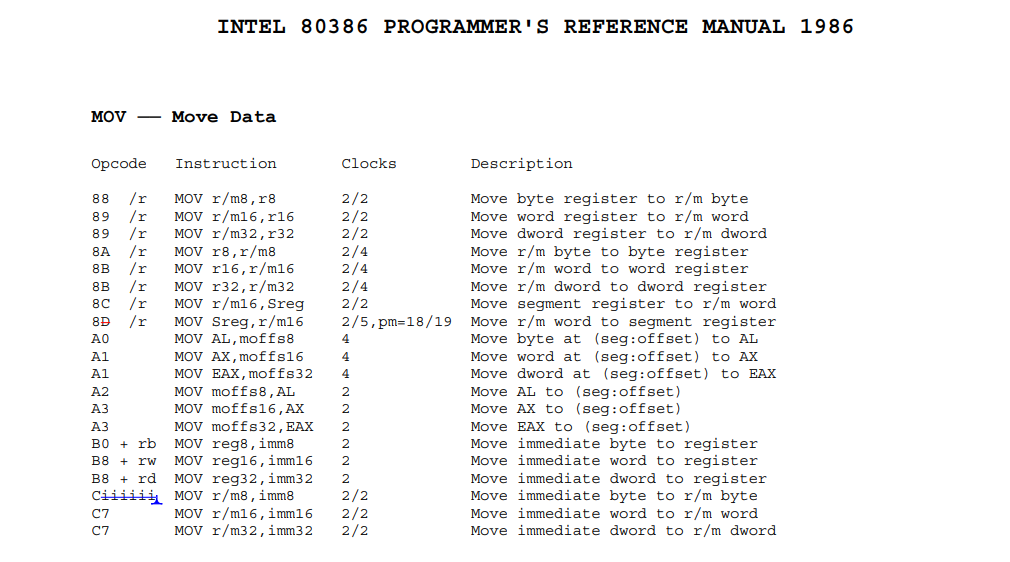 INTEL 80386 PROGRAMMER'S REFERENCE MANUAL 1986
MOV — Move Data
Opcode Instruction Clocks Description
88 /r MOV r/m8,r8 2/2 Move byte register to r/m byte
89 /r MOV r/m16,r16 2/2 Move word register to r/m word
89 /r MOV r/m32,r32 2/2 Move dword register to r/m dword
8A /r MOV r8,r/m8 2/4 Move r/m byte to byte register
8B /r MOV r16,r/m16 2/4 Move r/m word to word register
8B /r MOV r32,r/m32 2/4 Move r/m dword to dword register
8C /r MOV r/m16,Sreg 2/2 Move segment register to r/m word
8D /r MOV Sreg,r/m16 2/5,pm=18/19 Move r/m word to segment register
A0 MOV AL,moffs8 4 Move byte at (seg:offset) to AL
A1 MOV AX,moffs16 4 Move word at (seg:offset) to AX
A1 MOV EAX,moffs32 4 Move dword at (seg:offset) to EAX
A2 MOV moffs8,AL 2 Move AL to (seg:offset)
A3 MOV moffs16,AX 2 Move AX to (seg:offset)
A3 MOV moffs32,EAX 2 Move EAX to (seg:offset)
B0 + rb MOV reg8,imm8 2 Move immediate byte to register
B8 + rw MOV reg16,imm16 2 Move immediate word to register
B8 + rd MOV reg32,imm32 2 Move immediate dword to register
Ciiiiii MOV r/m8,imm8 2/2 Move immediate byte to r/m byte
C7 MOV r/m16,imm16 2/2 Move immediate word to r/m word
C7 MOV r/m32,imm32 2/2 Move immediate dword to r/m dword